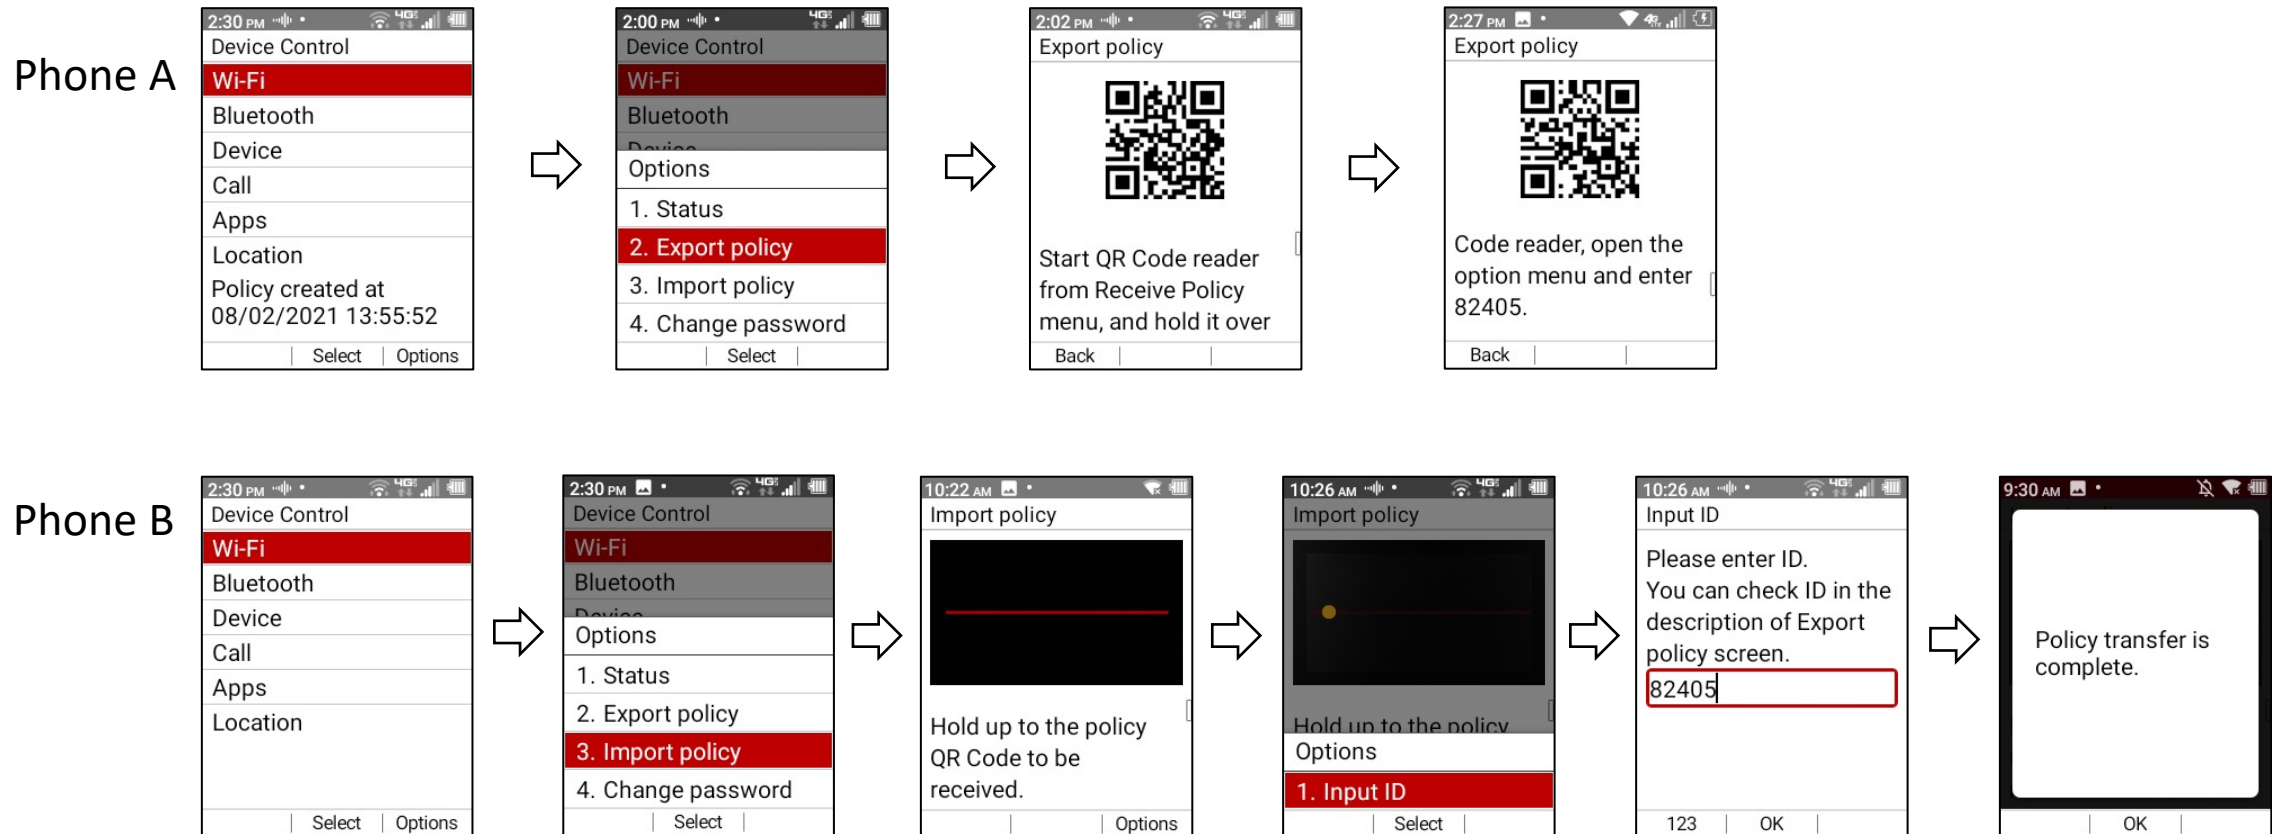 Phone A
2:30 PM
4G
Device Control
Wi-Fi
Bluetooth
Device
Call
Apps
Location
Policy created at
08/02/2021 13:55:52
Select
Options
2:00 PM
4G
Device Control
Wi-Fi
Bluetooth
Device
Options
1. Status
2. Export policy
3. Import policy
4. Change password
Select
2:02 PM
4G
Export policy
Start QR Code reader
from Receive Policy
menu, and hold it over
Back
2:27 PM
Export policy
Code reader, open the
option menu and enter
82405.
Back
Phone B
2:30 PM
4G
Device Control
Wi-Fi
Bluetooth
Device
Call
Apps
Location
Select
Options
2:30 PM
4G
Device Control
Wi-Fi
Bluetooth
Device
Options
1. Status
2. Export policy
3. Import policy
4. Change password
Select
10:22 AM
Import policy
Hold up to the policy
QR Code to be
received.
Options
10:26 AM
4G
Import policy
Hold up to the policy
Options
1. Input ID
Select
10:26 AM
4G
Input ID
Please enter ID.
You can check ID in the
description of Export
policy screen.
82405
123
OK
9:30 AM
Policy transfer is
complete.
OK